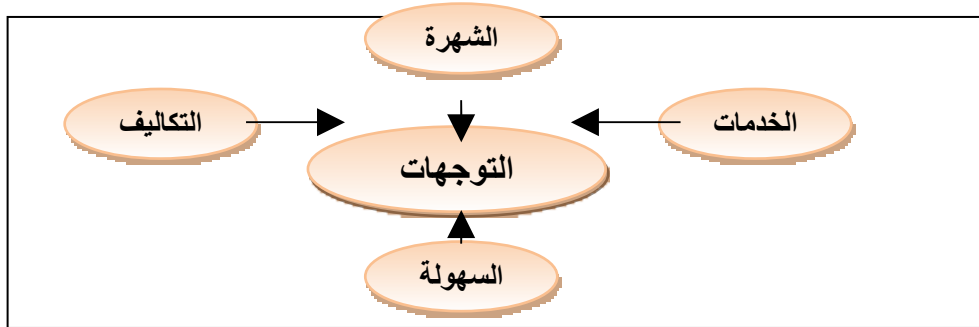 الشهرة
الخدمات
التكاليف
التوجهات
السهولة